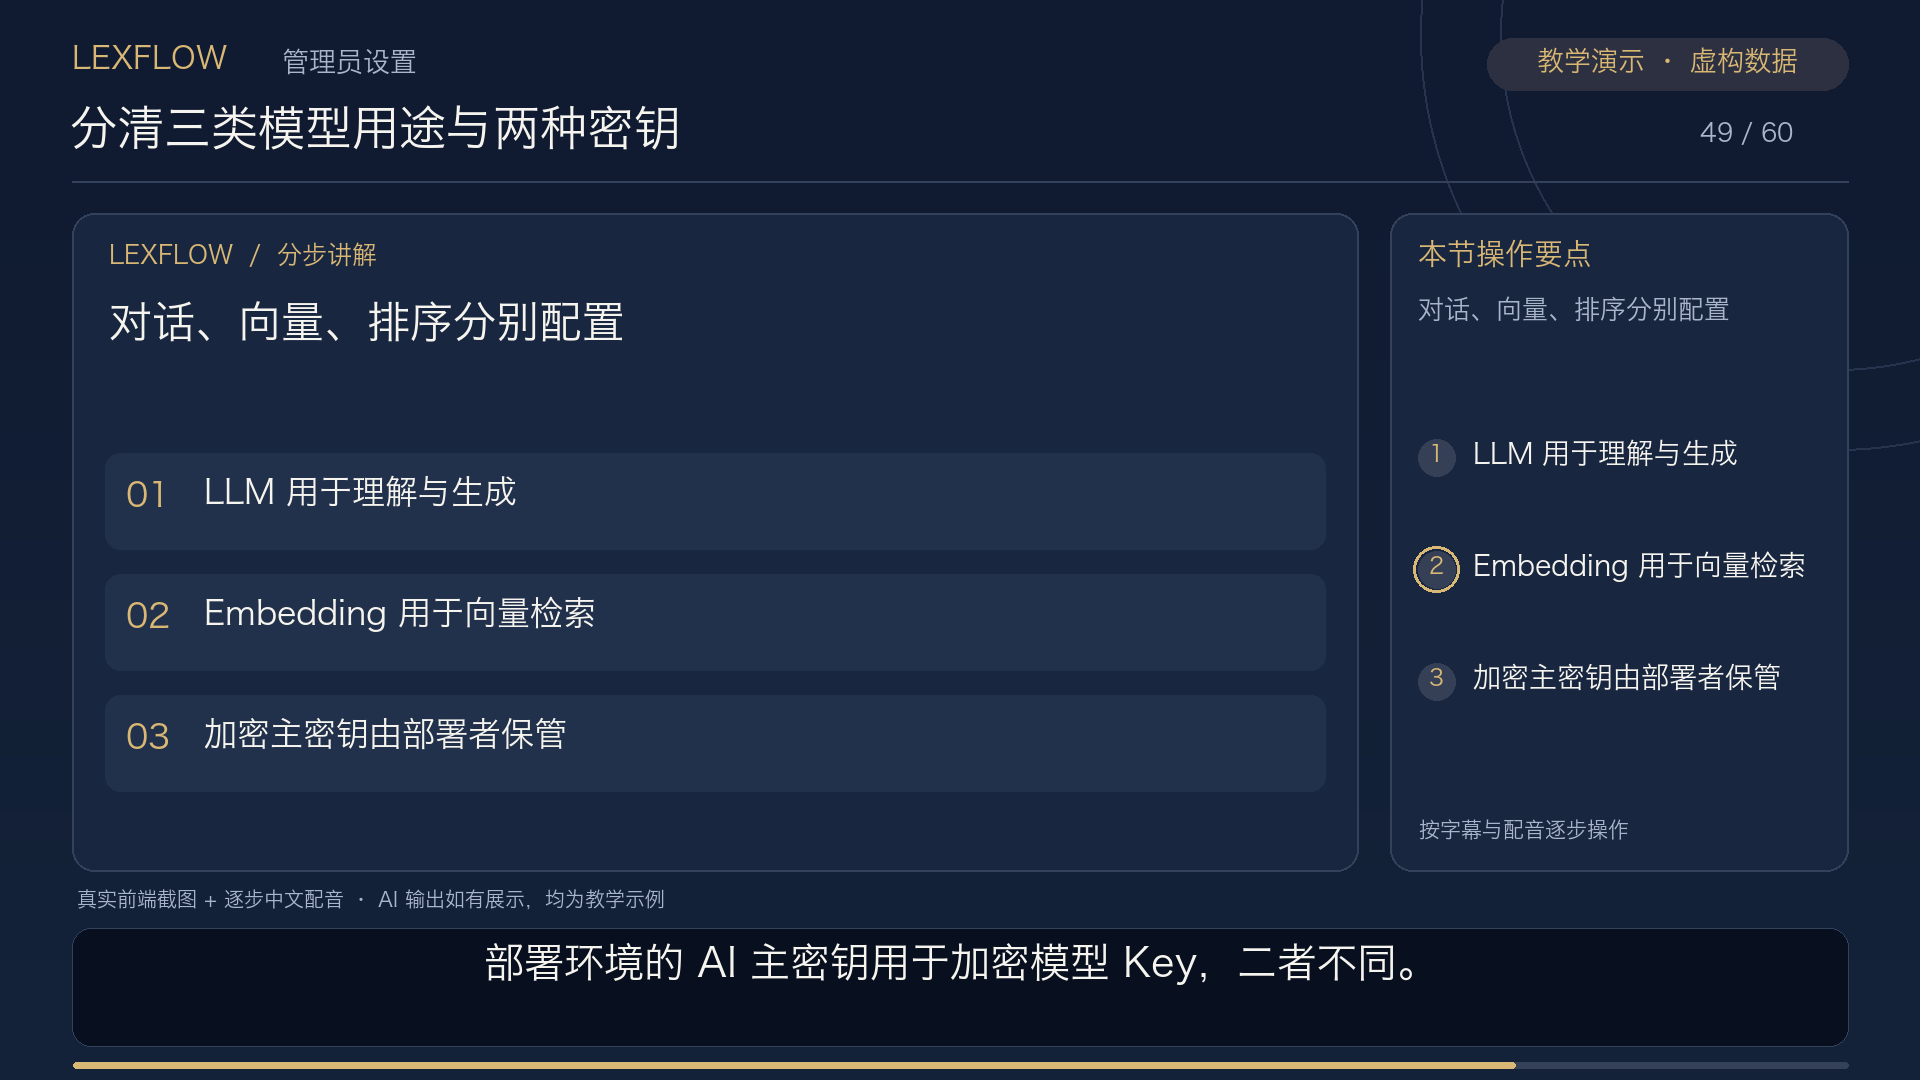 LEXFLOW 管理员设置
教学演示 · 虚构数据
分清三类模型用途与两种密钥
49 / 60
LEXFLOW / 分步讲解
对话、向量、排序分别配置
01 LLM 用于理解与生成
02 Embedding 用于向量检索
03 加密主密钥由部署者保管
本节操作要点
对话、向量、排序分别配置
1 LLM 用于理解与生成
2 Embedding 用于向量检索
3 加密主密钥由部署者保管
按字幕与配音逐步操作
真实前端截图 + 逐步中文配音 · AI 输出如有展示，均为教学示例
部署环境的 AI 主密钥用于加密模型 Key，二者不同。